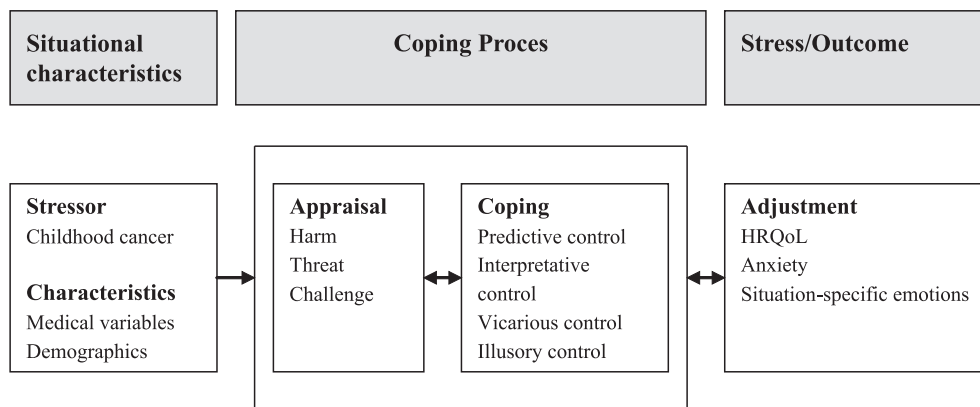 Situational
characteristics
Coping Proces
Stress/Outcome
Stressor
Childhood cancer
Characteristics
Medical variables
Demographics
Appraisal
Harm
Threat
Challenge
Coping
Predictive control
Interpretative
control
Vicarious control
Illusory control
Adjustment
HRQoL
Anxiety
Situation-specific emotions